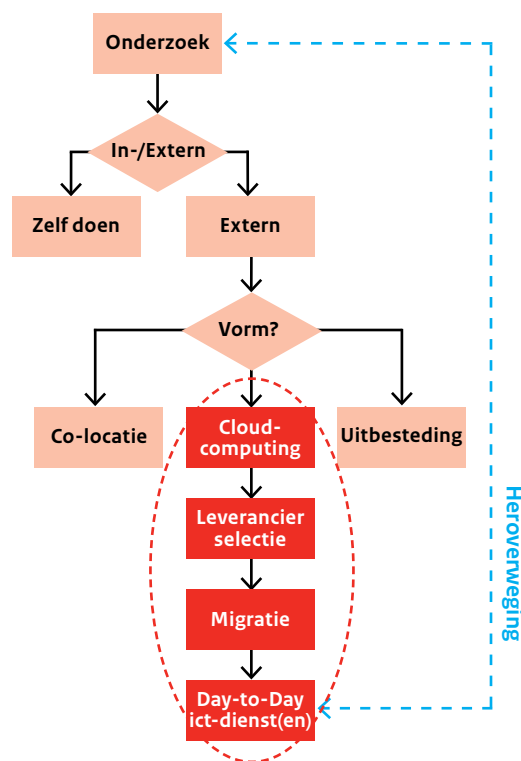 Onderzoek
In-/Extern
Zelf doen
Extern
Vorm?
Co-locatie
Cloud-
computing
Uitbesteding
Leverancier
selectie
Migratie
Day-to-Day
ict-dienst(en)
Heroverweging